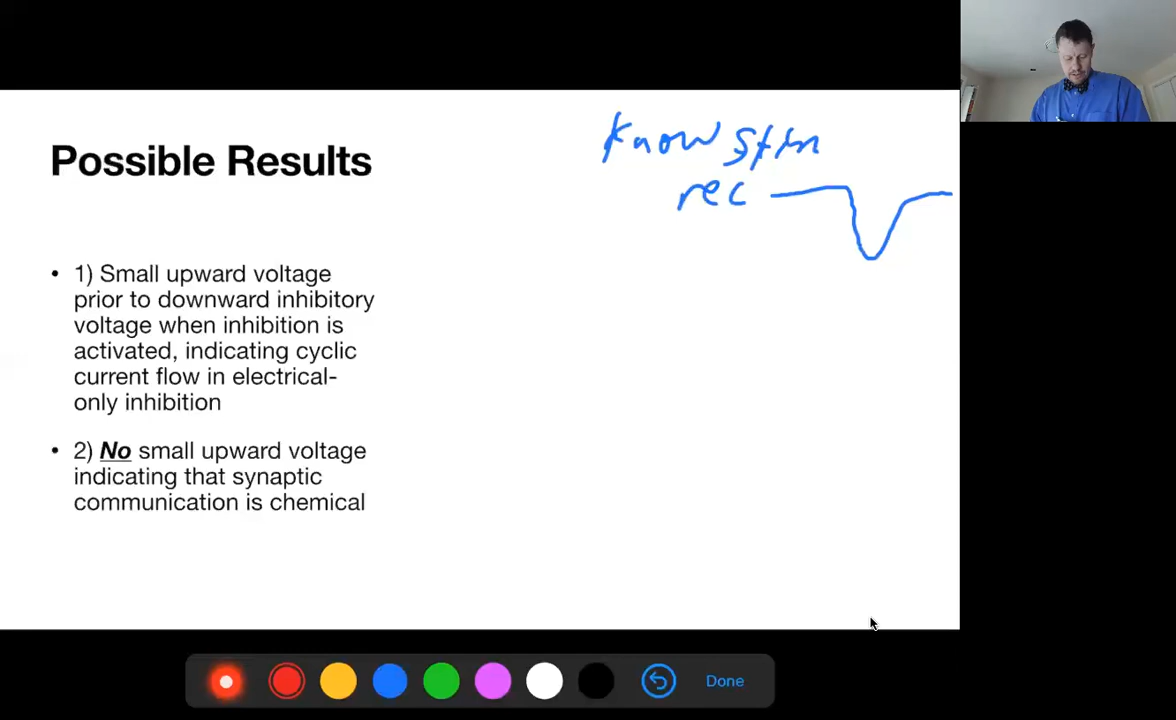 Possible Results
know stim
rec
• 1) Small upward voltage
prior to downward inhibitory
voltage when inhibition is
activated, indicating cyclic
current flow in electrical-
only inhibition
• 2) No small upward voltage
indicating that synaptic
communication is chemical
Done